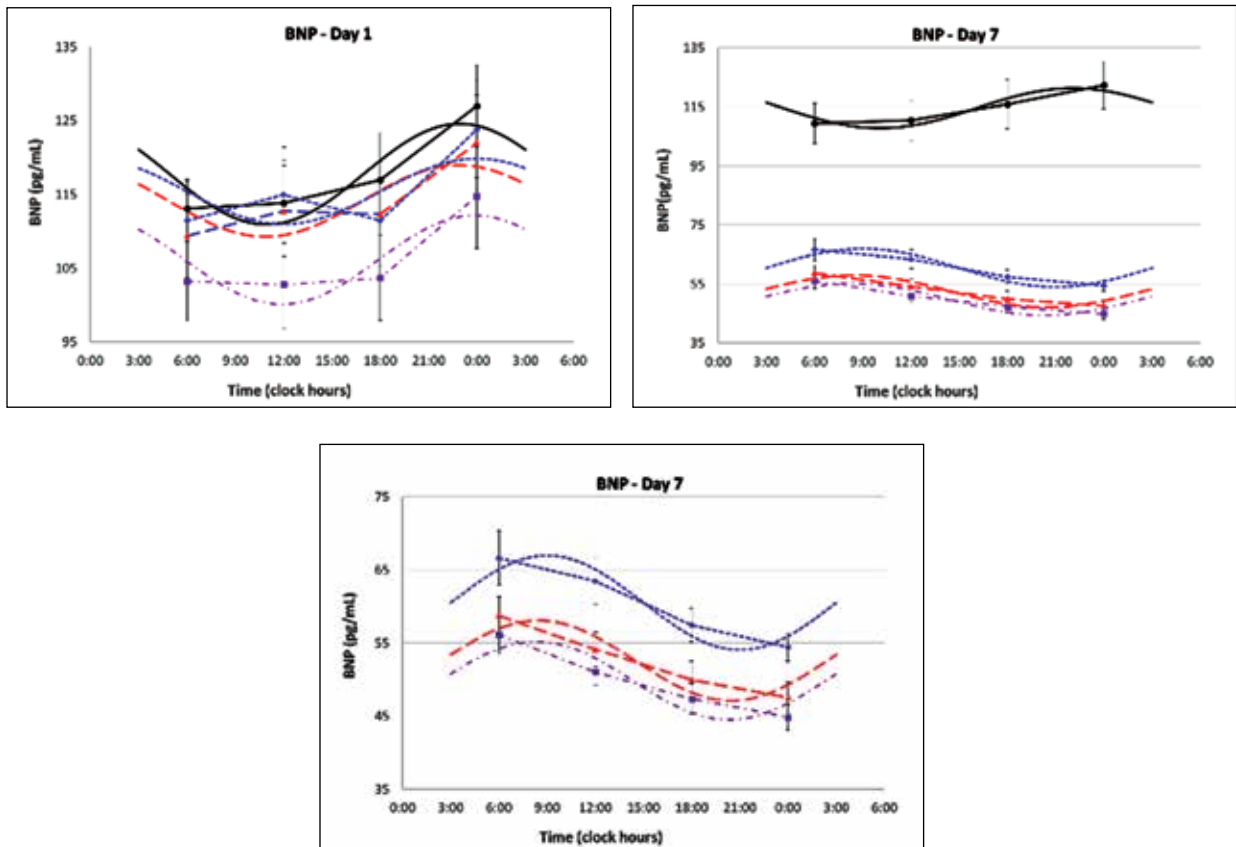 BNP - Day 1
135
125
115
105
95
BNP (pg/mL)
0:00 3:00 6:00 9:00 12:00 15:00 18:00 21:00 0:00 3:00 6:00
Time (clock hours)
BNP - Day 7
135
115
95
75
55
35
BNP(pg/mL)
0:00 3:00 6:00 9:00 12:00 15:00 18:00 21:00 0:00 3:00 6:00
Time (clock hours)
BNP - Day 7
75
65
55
45
35
BNP (pg/mL)
0:00 3:00 6:00 9:00 12:00 15:00 18:00 21:00 0:00 3:00 6:00
Time (clock hours)